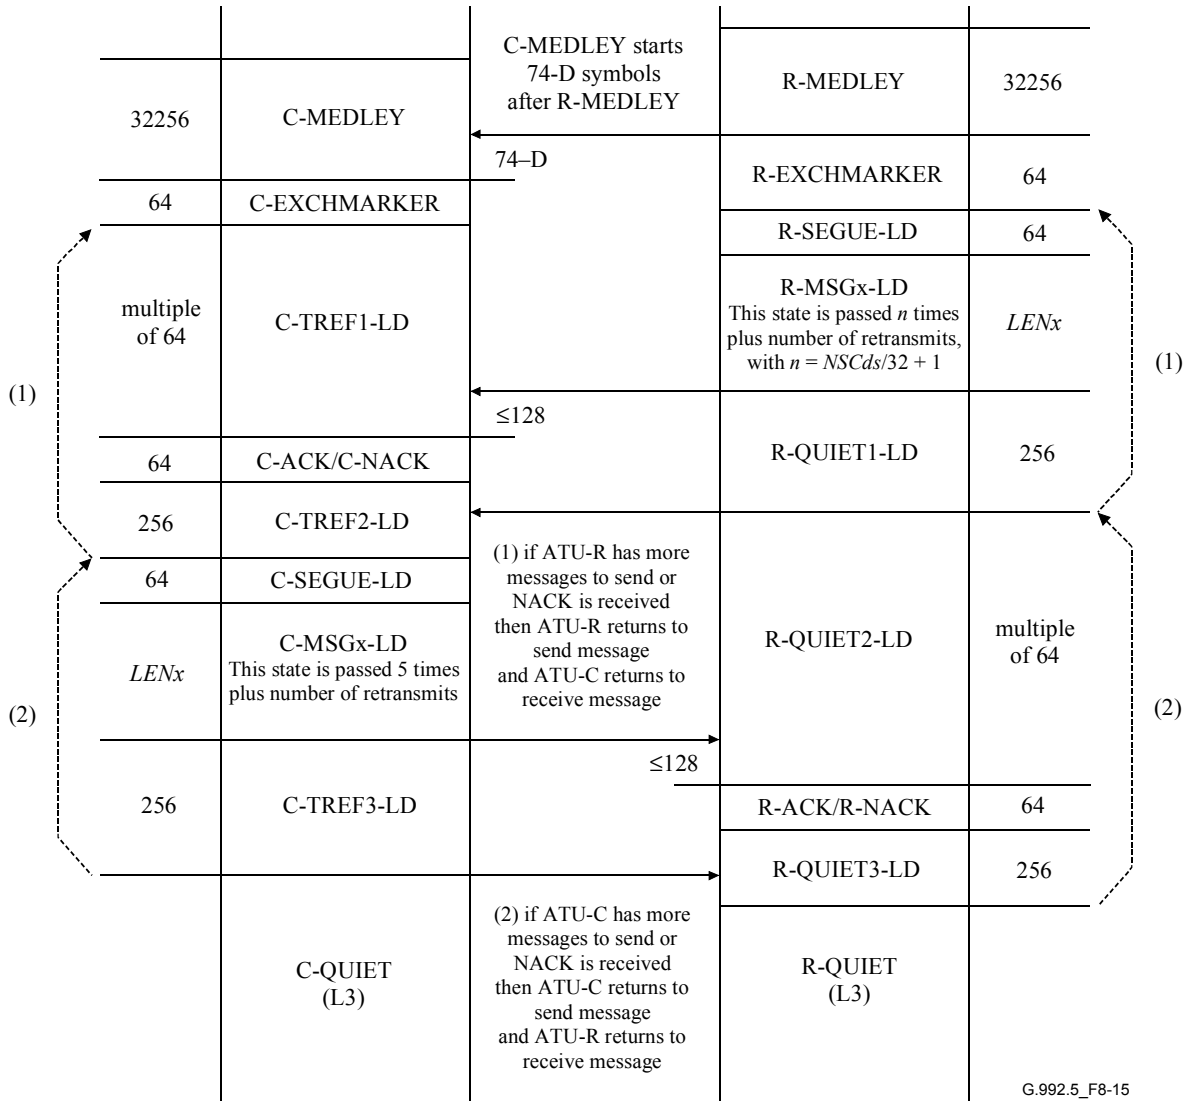 C-MEDLEY starts
74-D symbols
after R-MEDLEY
R-MEDLEY
32256
32256
C-MEDLEY
74–D
R-EXCHMARKER
64
64
C-EXCHMARKER
R-SEGUE-LD
64
multiple
of 64
C-TREF1-LD
R-MSGx-LD
This state is passed n times
plus number of retransmits,
with n = NSCds/32 + 1
LENx
(1)
(1)
≤128
64
C-ACK/C-NACK
R-QUIET1-LD
256
256
C-TREF2-LD
(1) if ATU-R has more
messages to send or
NACK is received
then ATU-R returns to
send message
and ATU-C returns to
receive message
64
C-SEGUE-LD
R-QUIET2-LD
multiple
of 64
LENx
C-MSGx-LD
This state is passed 5 times
plus number of retransmits
(2)
(2)
≤128
256
C-TREF3-LD
R-ACK/R-NACK
64
R-QUIET3-LD
256
(2) if ATU-C has more
messages to send or
NACK is received
then ATU-C returns to
send message
and ATU-R returns to
receive message
C-QUIET
(L3)
R-QUIET
(L3)
G.992.5_F8-15